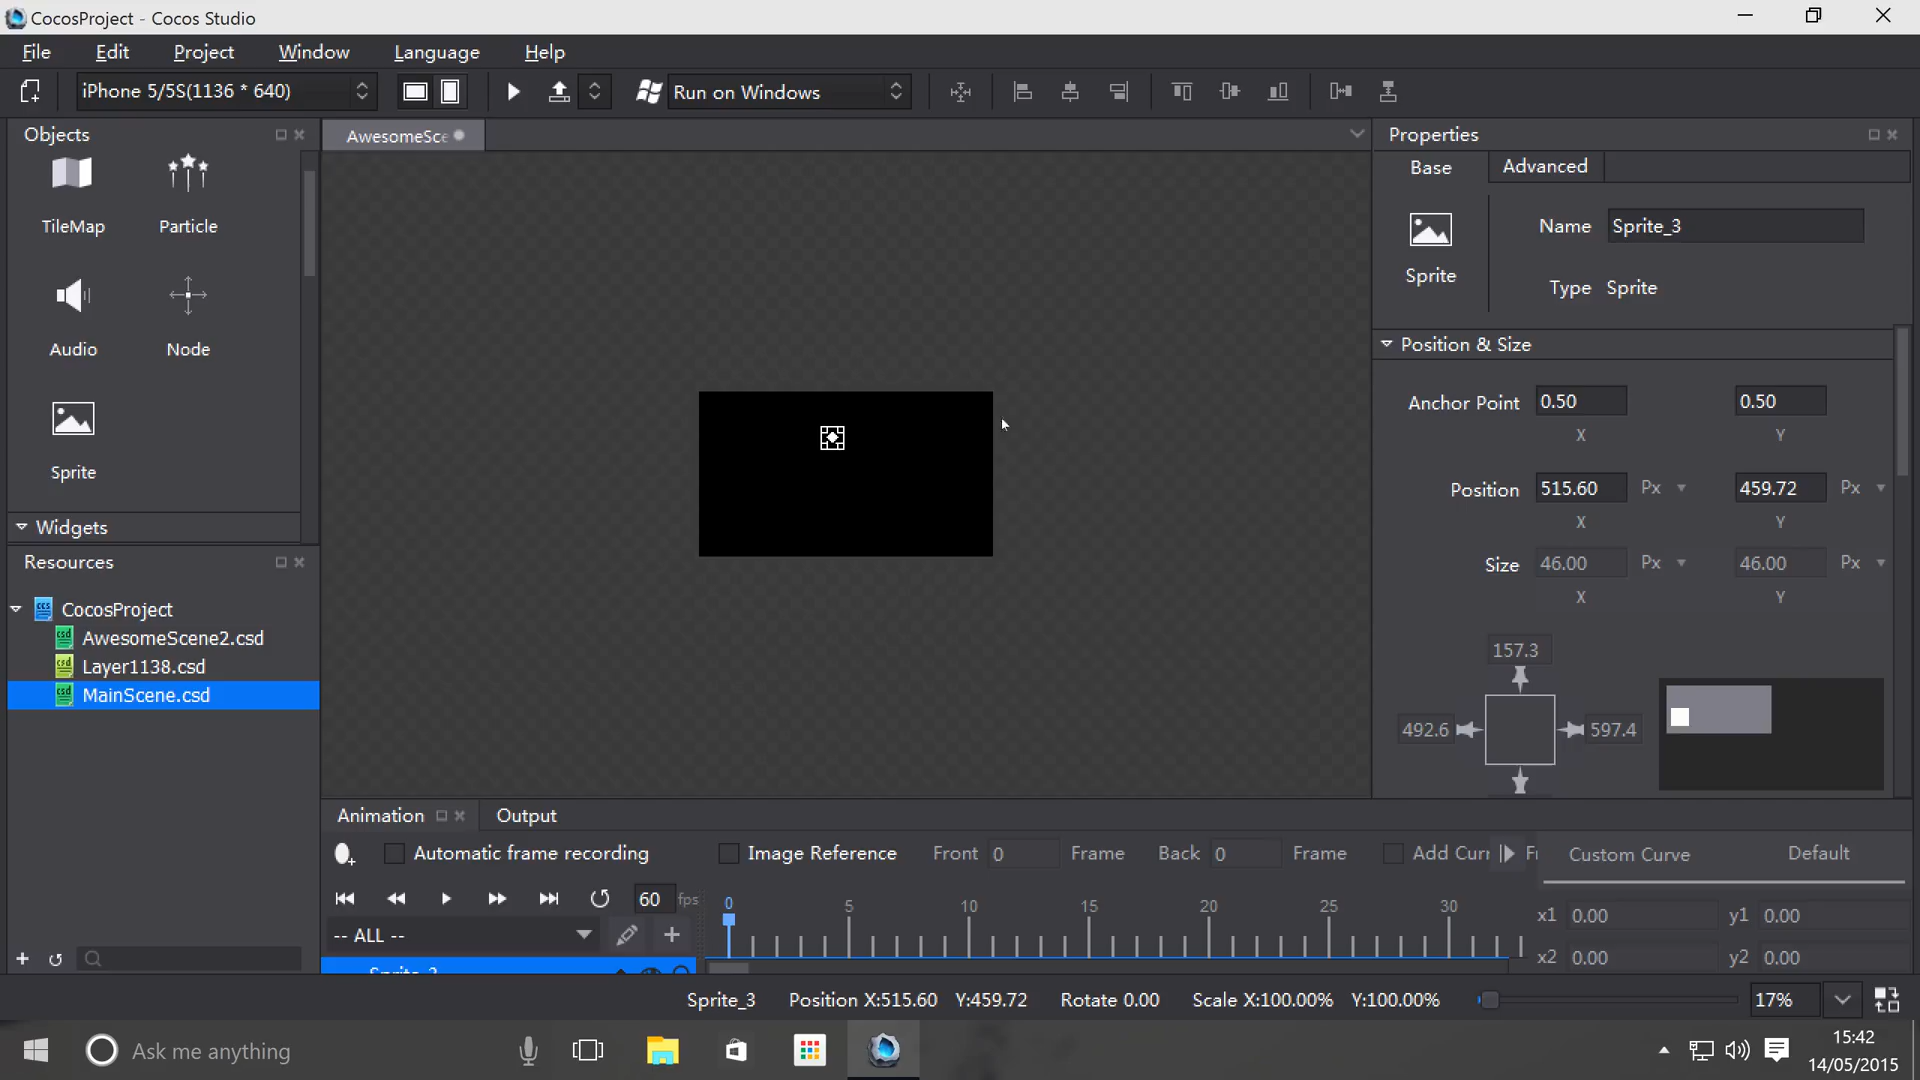 CocosProject - Cocos Studio
File Edit Project Window Language Help
iPhone 5/5S(1136 * 640) Run on Windows
Objects
TileMap Particle
Audio Node
Sprite
Widgets
Resources
CocosProject
AwesomeScene2.csd
Layer1138.csd
MainScene.csd
AwesomeSce
Properties
Base Advanced
Name Sprite_3
Sprite
Type Sprite
Position & Size
Anchor Point 0.50 0.50
X Y
Position 515.60 Px 459.72 Px
X Y
Size 46.00 Px 46.00 Px
X Y
157.3
492.6 597.4
Animation Output
Automatic frame recording Image Reference Front 0 Frame Back 0 Frame Add Curr Custom Curve Default
60 fps 0 5 10 15 20 25 30
-- ALL --
x1 0.00 y1 0.00
x2 0.00 y2 0.00
Sprite_3
Sprite_3 Position X:515.60 Y:459.72 Rotate 0.00 Scale X:100.00% Y:100.00% 17%
Ask me anything
15:42
14/05/2015